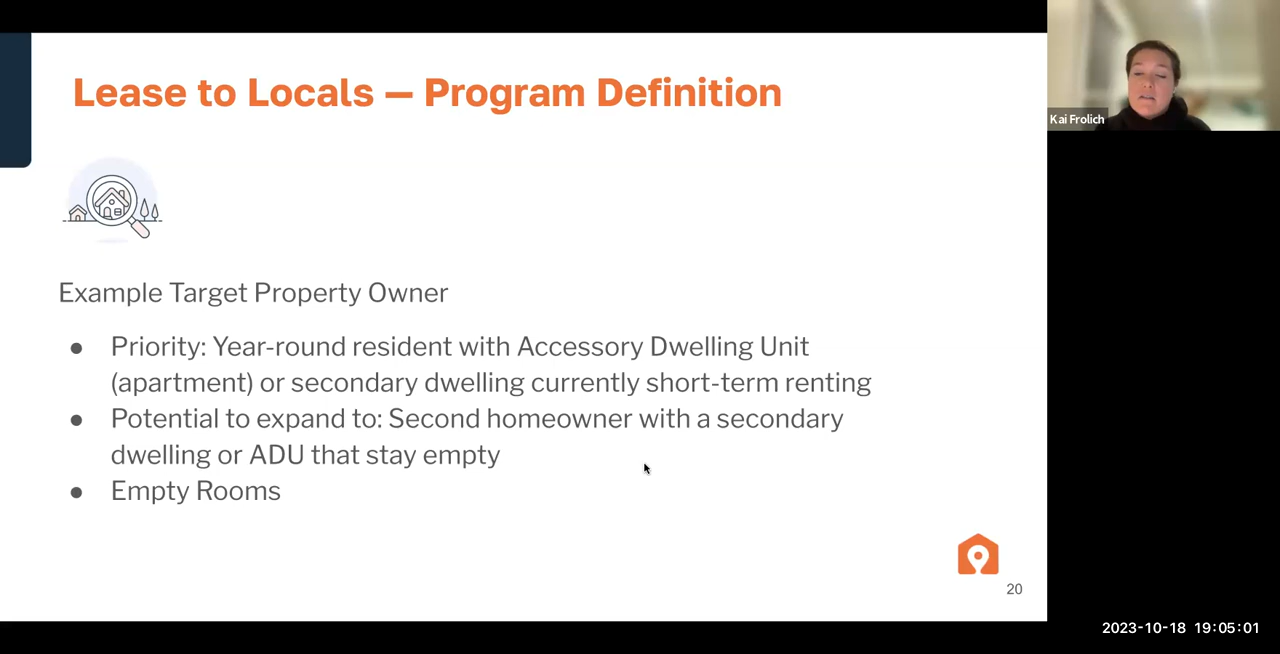 Lease to Locals — Program Definition
Kai Frolich
Example Target Property Owner
● Priority: Year-round resident with Accessory Dwelling Unit
(apartment) or secondary dwelling currently short-term renting
● Potential to expand to: Second homeowner with a secondary
dwelling or ADU that stay empty
● Empty Rooms
20
2023-10-18 19:05:01